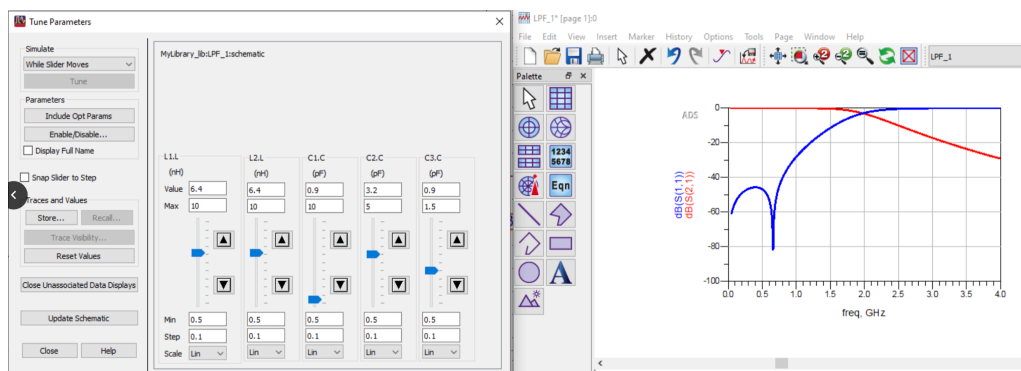 Tune Parameters
Simulate
While Slider Moves
Tune
Parameters
Include Opt Params
Enable/Disable...
Display Full Name
Snap Slider to Step
Traces and Values
Store...
Recall...
Trace Visibility...
Reset Values
Close Unassociated Data Displays
Update Schematic
Close
Help
MyLibrary_lib:LPF_1:schematic
L1.L L2.L C1.C C2.C C3.C
(nH) (nH) (pF) (pF) (pF)
Value 6.4 6.4 0.9 3.2 0.9
Max 10 10 10 5 1.5
Min 0.5 0.5 0.5 0.5 0.5
Step 0.1 0.1 0.1 0.1 0.1
Scale Lin Lin Lin Lin Lin
LPF_1* [page 1]:0
File Edit View Insert Marker History Options Tools Page Window Help
LPF_1
Palette
1234
5678
Eqn
A
ADS
0
-20
-40
-60
-80
-100
dB(S(1,1))
dB(S(2,1))
0.0 0.5 1.0 1.5 2.0 2.5 3.0 3.5 4.0
freq, GHz